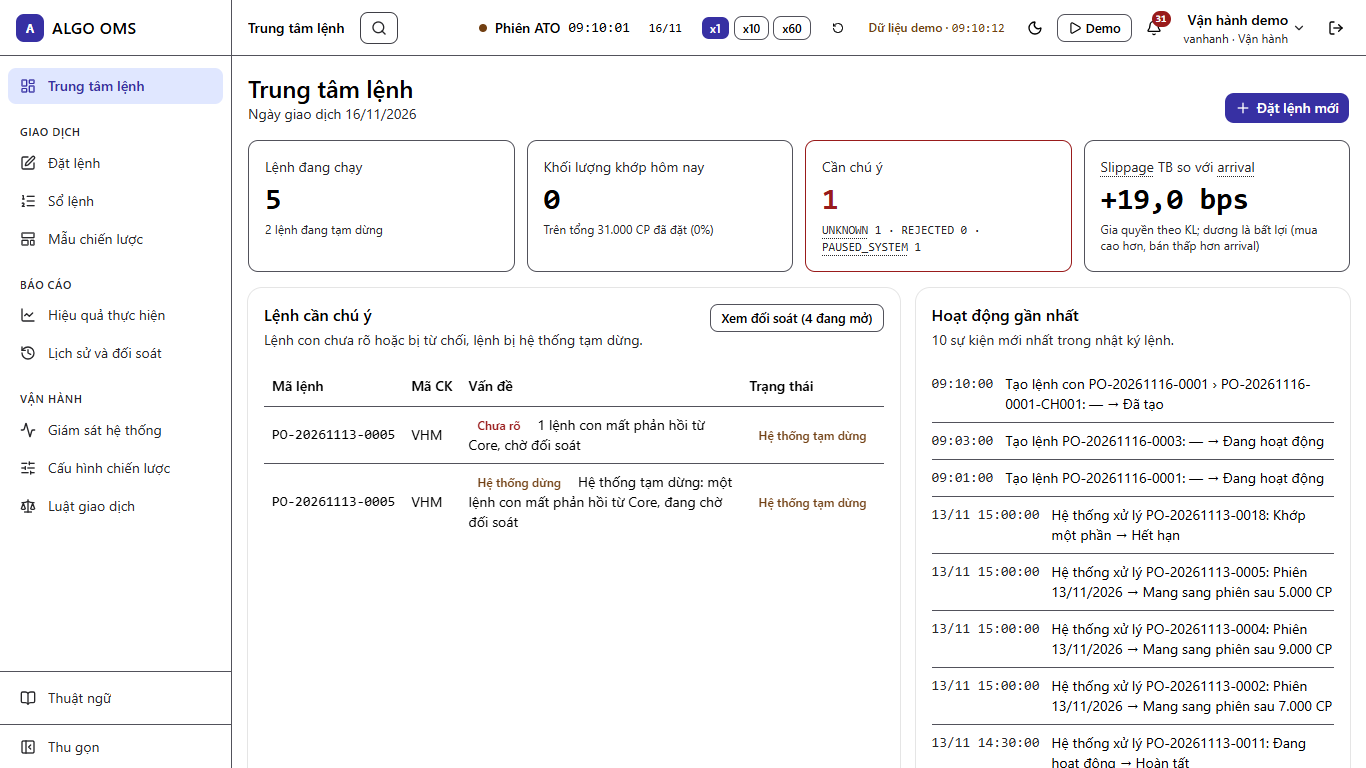 A ALGO OMS
Trung tâm lệnh
Phiên ATO 09:10:01 16/11 x1 x10 x60 Dữ liệu demo · 09:10:12 Demo 31
Vận hành demo
vanhanh · Vận hành
Trung tâm lệnh
GIAO DỊCH
Đặt lệnh
Sổ lệnh
Mẫu chiến lược
BÁO CÁO
Hiệu quả thực hiện
Lịch sử và đối soát
VẬN HÀNH
Giám sát hệ thống
Cấu hình chiến lược
Luật giao dịch
Thuật ngữ
Thu gọn
Trung tâm lệnh
Ngày giao dịch 16/11/2026
Đặt lệnh mới
Lệnh đang chạy
5
2 lệnh đang tạm dừng
Khối lượng khớp hôm nay
0
Trên tổng 31.000 CP đã đặt (0%)
Cần chú ý
1
UNKNOWN 1 · REJECTED 0 ·
PAUSED_SYSTEM 1
Slippage TB so với arrival
+19,0 bps
Gia quyền theo KL; dương là bất lợi (mua
cao hơn, bán thấp hơn arrival)
Lệnh cần chú ý
Lệnh con chưa rõ hoặc bị từ chối, lệnh bị hệ thống tạm dừng.
Xem đối soát (4 đang mở)
Mã lệnh Mã CK Vấn đề Trạng thái
PO-20261113-0005 VHM Chưa rõ 1 lệnh con mất phản hồi từ
Core, chờ đối soát
Hệ thống tạm dừng
PO-20261113-0005 VHM Hệ thống dừng Hệ thống tạm dừng: một
lệnh con mất phản hồi từ Core, đang chờ
đối soát
Hệ thống tạm dừng
Hoạt động gần nhất
10 sự kiện mới nhất trong nhật ký lệnh.
09:10:00 Tạo lệnh con PO-20261116-0001 › PO-20261116-
0001-CH001: — → Đã tạo
09:03:00 Tạo lệnh PO-20261116-0003: — → Đang hoạt động
09:01:00 Tạo lệnh PO-20261116-0001: — → Đang hoạt động
13/11 15:00:00 Hệ thống xử lý PO-20261113-0018: Khớp
một phần → Hết hạn
13/11 15:00:00 Hệ thống xử lý PO-20261113-0005: Phiên
13/11/2026 → Mang sang phiên sau 5.000 CP
13/11 15:00:00 Hệ thống xử lý PO-20261113-0004: Phiên
13/11/2026 → Mang sang phiên sau 9.000 CP
13/11 15:00:00 Hệ thống xử lý PO-20261113-0002: Phiên
13/11/2026 → Mang sang phiên sau 7.000 CP
13/11 14:30:00 Hệ thống xử lý PO-20261113-0011: Đang
hoạt động → Hoàn tất